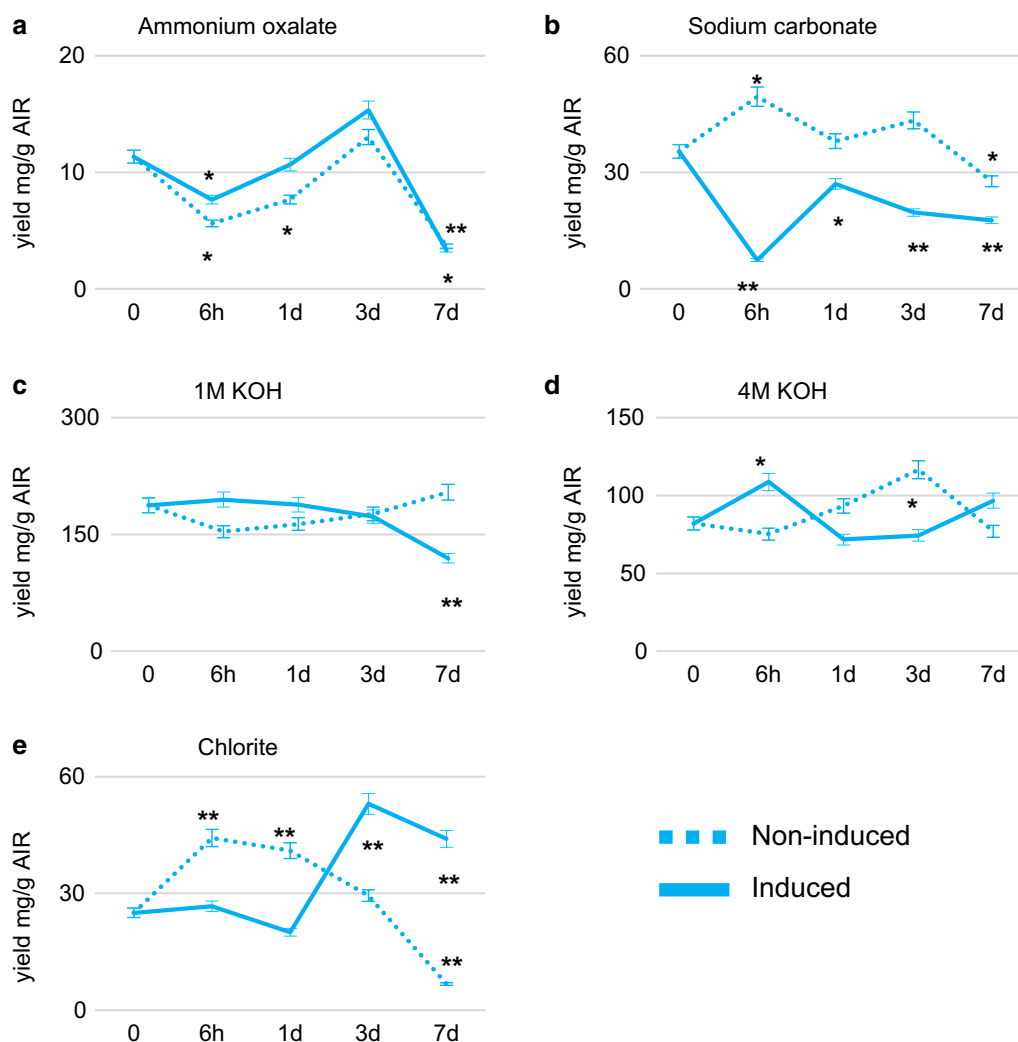 a Ammonium oxalate
yield mg/g AIR
20
10
0
* 
* * ** 
*
0 6h 1d 3d 7d
b Sodium carbonate
yield mg/g AIR
60
30
0
*
*
* ** **
**
0 6h 1d 3d 7d
c 1M KOH
yield mg/g AIR
300
150
0
**
0 6h 1d 3d 7d
d 4M KOH
yield mg/g AIR
150
100
50
0
*
*
0 6h 1d 3d 7d
e Chlorite
yield mg/g AIR
60
30
0
** **
**
**
**
0 6h 1d 3d 7d
Non-induced
Induced